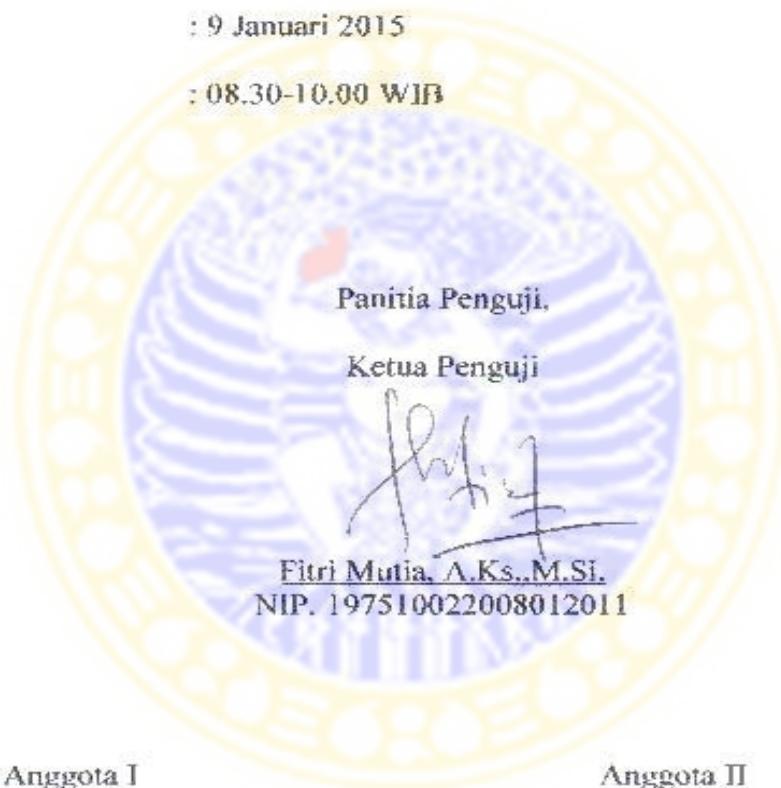 : 9 Januari 2015
: 08.30-10.00 WIB
Panitia Penguji,
Ketua Penguji
Fitri Mutia, A.Ks.,M.Si.
NIP. 197510022008012011
Anggota I Anggota II